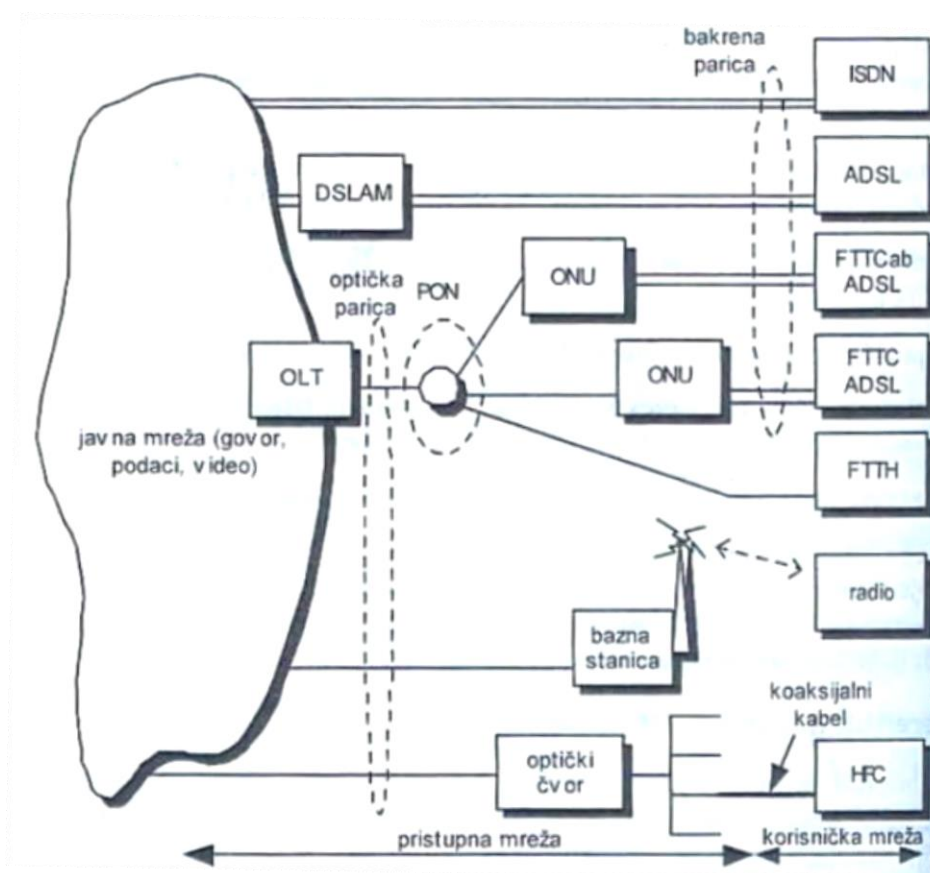 bakrena
parica
ISDN
DSLAM
ADSL
optička
parica
PON
ONU
FTTCab
ADSL
OLT
ONU
FTTC
ADSL
javna mreža (govor,
podaci, video)
FTTH
radio
bazna
stanica
koaksijalni
kabel
optički
čvor
HFC
pristupna mreža
korisnička mreža